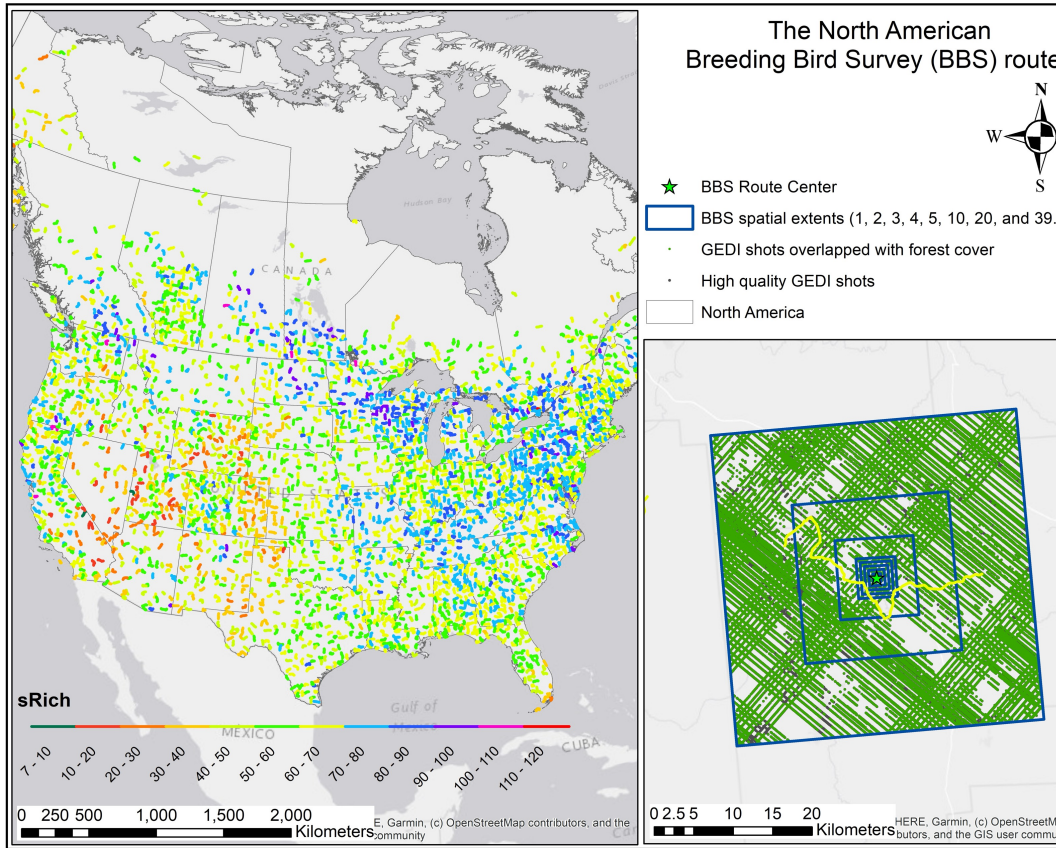 The North American
Breeding Bird Survey (BBS) route
N
W
S
BBS Route Center
BBS spatial extents (1, 2, 3, 4, 5, 10, 20, and 39.
GEDI shots overlapped with forest cover
High quality GEDI shots
North America
Hudson Bay
CANADA
UNITED STATES
Gulf of
Mexico
MEXICO
CUBA
sRich
7 - 10
10 - 20
20 - 30
30 - 40
40 - 50
50 - 60
60 - 70
70 - 80
80 - 90
90 - 100
100 - 110
110 - 120
0 250 500 1,000 1,500 2,000
Kilometers
E, Garmin, (c) OpenStreetMap contributors, and the
community
0 2.5 5 10 15 20
Kilometers
HERE, Garmin, (c) OpenStreetM
butors, and the GIS user commu